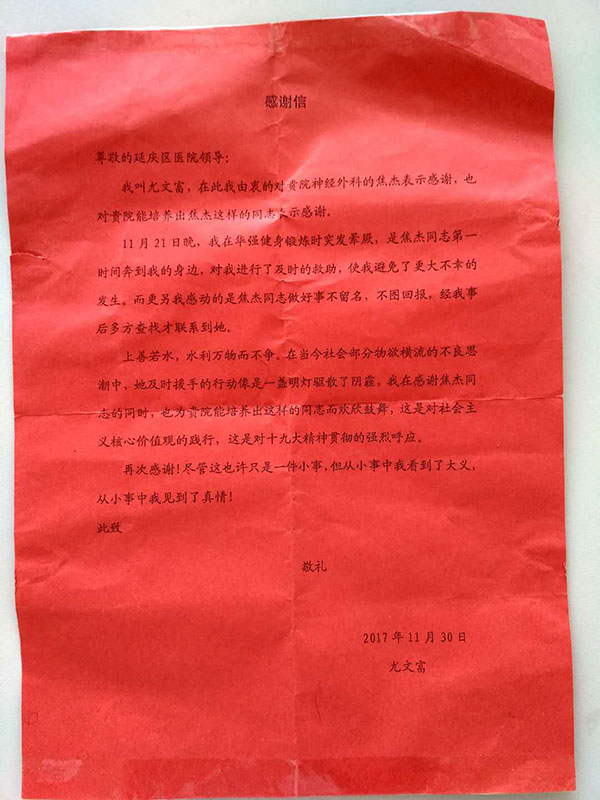 感谢信
尊敬的延庆区医院领导：
我叫尤文富，在此我由衷的对贵院神经外科的焦杰表示感谢，也
对贵院能培养出焦杰这样的同志表示感谢。
11月21日晚，我在华强健身锻炼时突发晕厥，是焦杰同志第一
时间奔到我的身边，对我进行了及时的救助，使我避免了更大不幸的
发生。而更另我感动的是焦杰同志做好事不留名，不图回报，经我事
后多方查找才联系到她。
上善若水，水利万物而不争。在当今社会部分物欲横流的不良思
潮中，她及时援手的行动像是一盏明灯驱散了阴霾，我在感谢焦杰同
志的同时，也为贵院能培养出这样的同志而欢欣鼓舞，这是对社会主
义核心价值观的践行，这是对十九大精神贯彻的强烈呼应。
再次感谢！尽管这也许只是一件小事，但从小事中我看到了大义，
从小事中我见到了真情！
此致
敬礼
2017年11月30日
尤文富